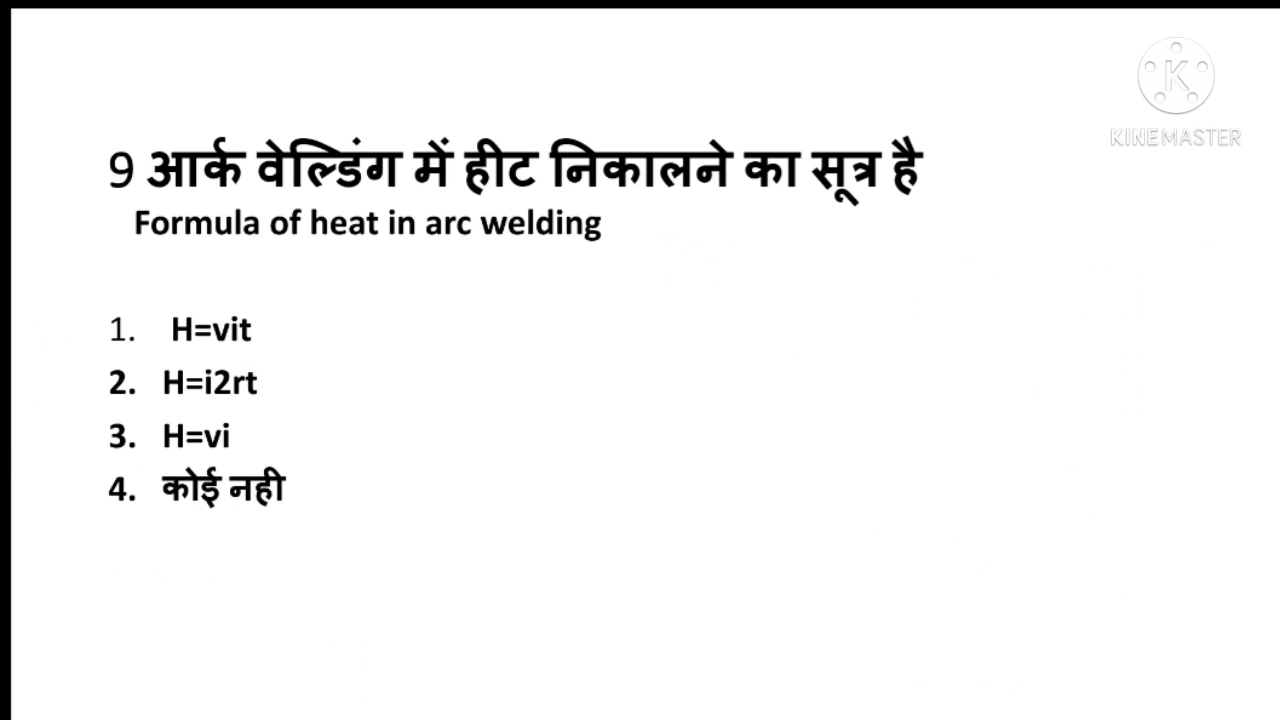 KINEMASTER
9 आर्क वेल्डिंग में हीट निकालने का सूत्र है
Formula of heat in arc welding
1. H=vit
2. H=i2rt
3. H=vi
4. कोई नही